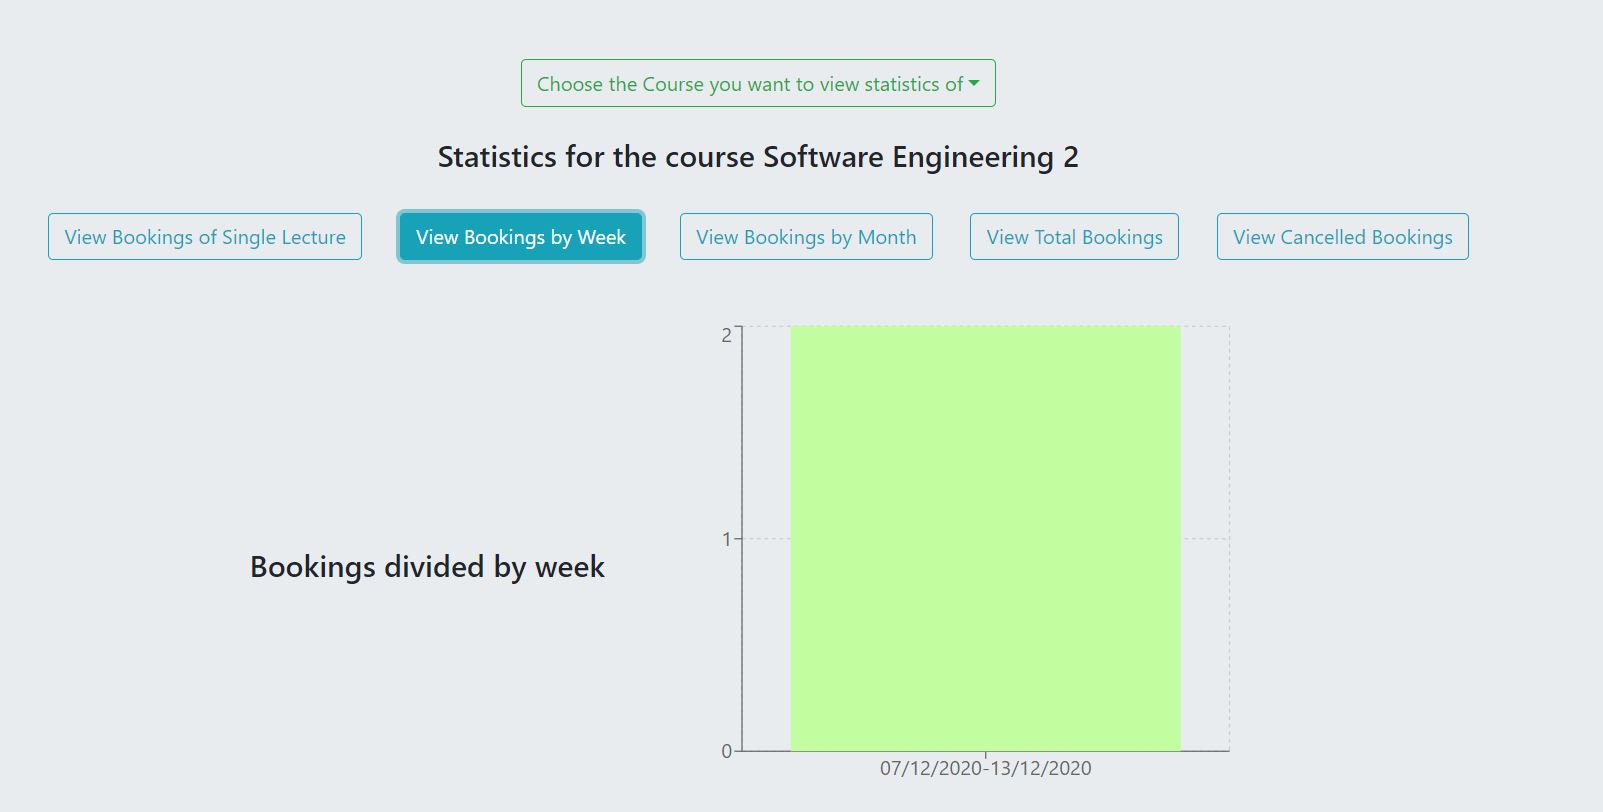 Choose the Course you want to view statistics of
Statistics for the course Software Engineering 2
View Bookings of Single Lecture
View Bookings by Week
View Bookings by Month
View Total Bookings
View Cancelled Bookings
Bookings divided by week
2
1
0
07/12/2020-13/12/2020